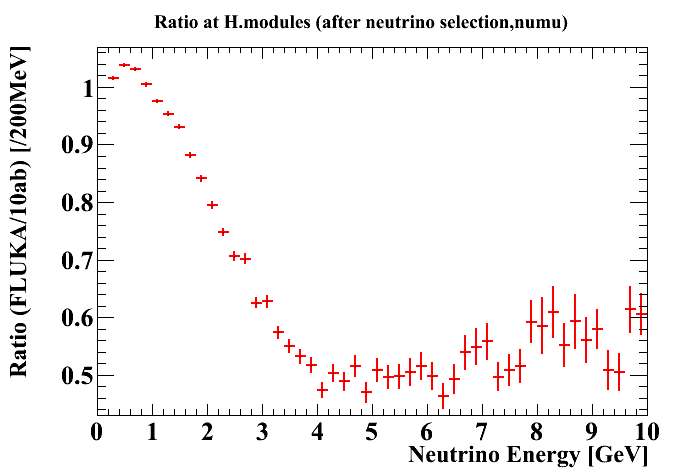 Ratio at H.modules (after neutrino selection,numu)
Ratio (FLUKA/10ab) [/200MeV]
1
0.9
0.8
0.7
0.6
0.5
0 1 2 3 4 5 6 7 8 9 10
Neutrino Energy [GeV]